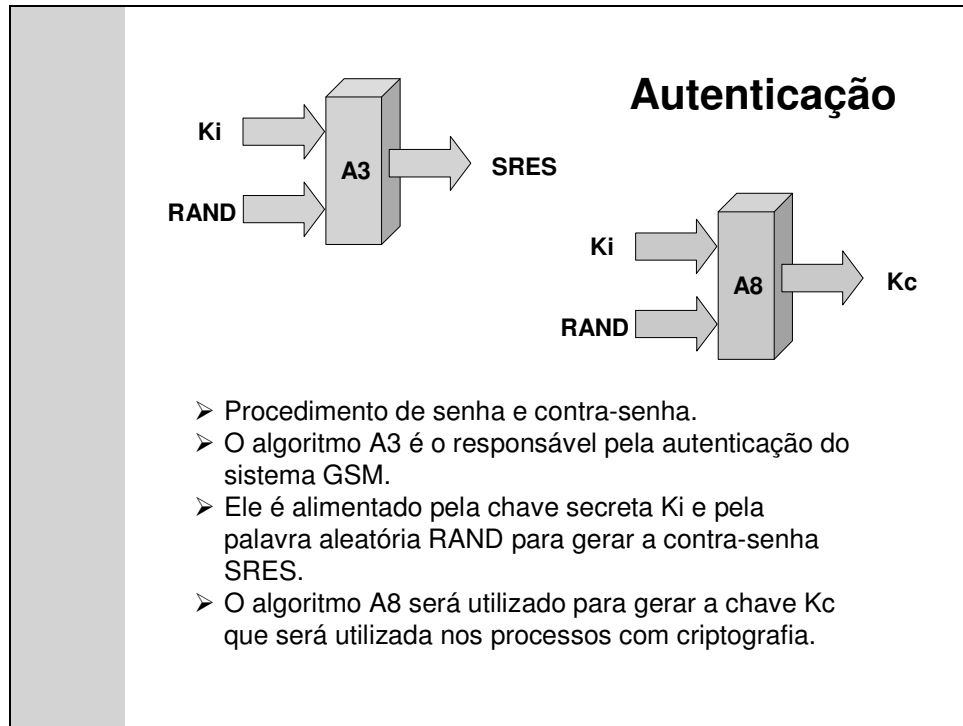 Autenticação
Ki
A3
SRES
RAND
Ki
A8
Kc
RAND
➢ Procedimento de senha e contra-senha.
➢ O algoritmo A3 é o responsável pela autenticação do
sistema GSM.
➢ Ele é alimentado pela chave secreta Ki e pela
palavra aleatória RAND para gerar a contra-senha
SRES.
➢ O algoritmo A8 será utilizado para gerar a chave Kc
que será utilizada nos processos com criptografia.